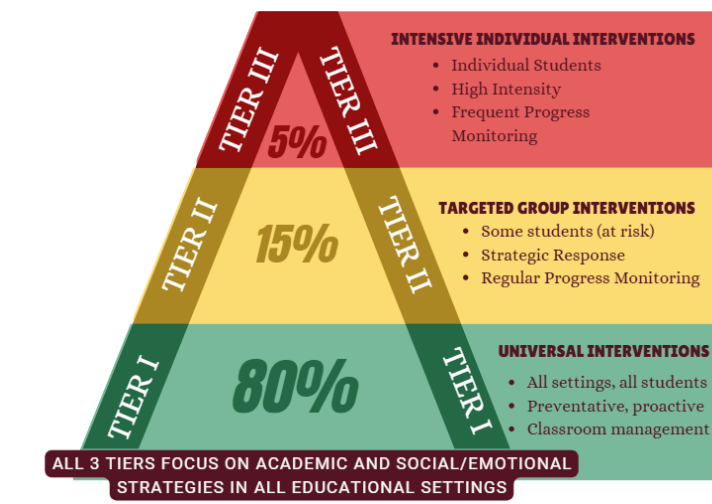 TIER III
TIER III
5%
INTENSIVE INDIVIDUAL INTERVENTIONS
• Individual Students
• High Intensity
• Frequent Progress
Monitoring
TIER II
TIER II
15%
TARGETED GROUP INTERVENTIONS
• Some students (at risk)
• Strategic Response
• Regular Progress Monitoring
TIER I
TIER I
80%
UNIVERSAL INTERVENTIONS
• All settings, all students
• Preventative, proactive
• Classroom management
ALL 3 TIERS FOCUS ON ACADEMIC AND SOCIAL/EMOTIONAL
STRATEGIES IN ALL EDUCATIONAL SETTINGS